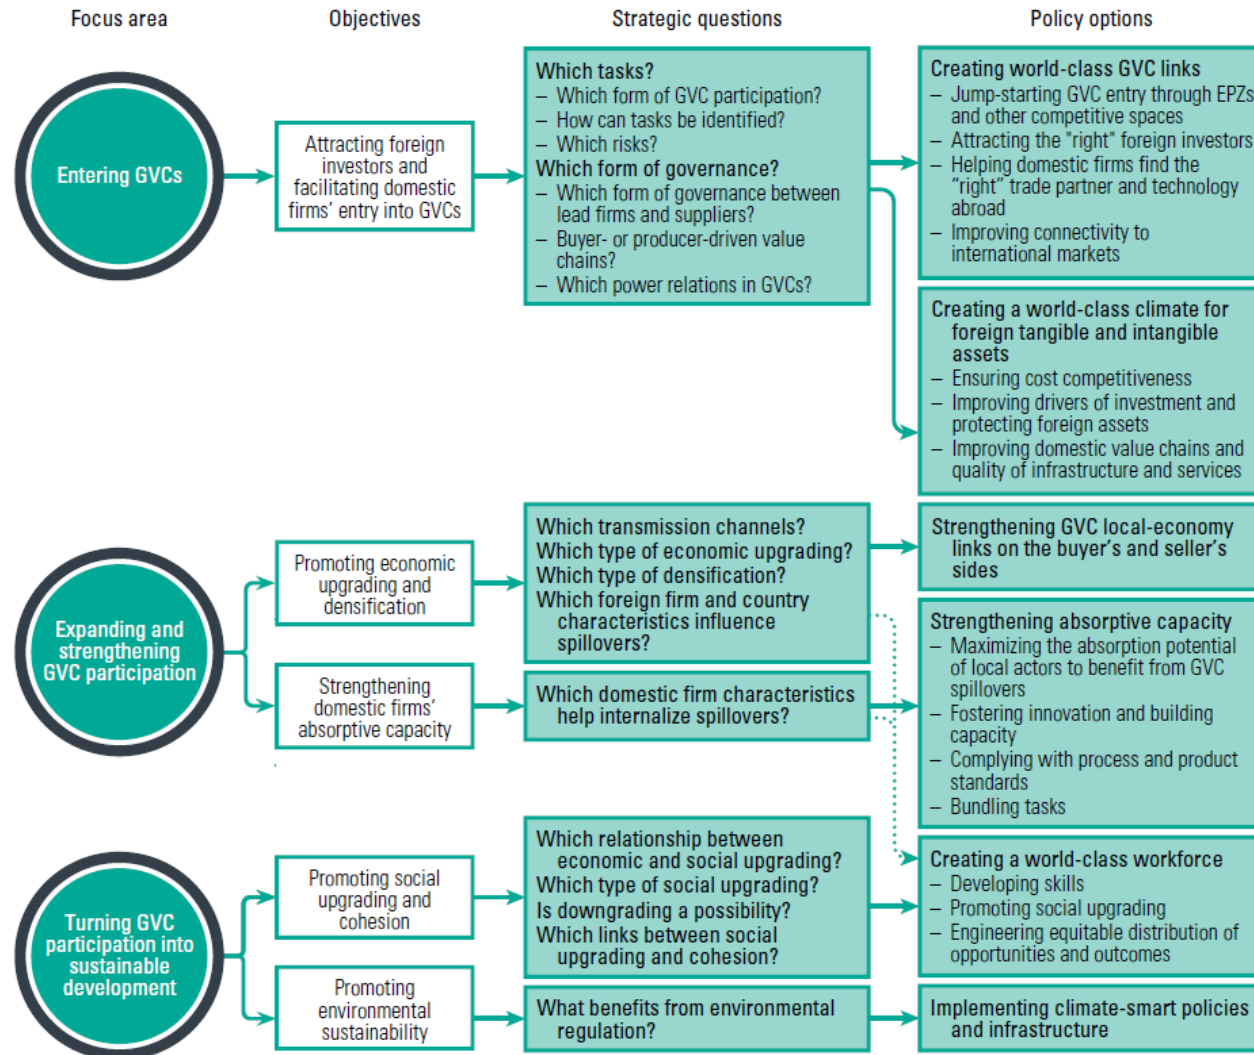 Focus area
Objectives
Strategic questions
Policy options
Entering GVCs
Attracting foreign
investors and
facilitating domestic
firms' entry into GVCs
Which tasks?
– Which form of GVC participation?
– How can tasks be identified?
– Which risks?
Which form of governance?
– Which form of governance between
lead firms and suppliers?
– Buyer- or producer-driven value
chains?
– Which power relations in GVCs?
Creating world-class GVC links
– Jump-starting GVC entry through EPZs
and other competitive spaces
– Attracting the "right" foreign investors
– Helping domestic firms find the
“right” trade partner and technology
abroad
– Improving connectivity to
international markets
Creating a world-class climate for
foreign tangible and intangible
assets
– Ensuring cost competitiveness
– Improving drivers of investment and
protecting foreign assets
– Improving domestic value chains and
quality of infrastructure and services
Expanding and
strengthening
GVC participation
Promoting economic
upgrading and
densification
Which transmission channels?
Which type of economic upgrading?
Which type of densification?
Which foreign firm and country
characteristics influence
spillovers?
Strengthening GVC local-economy
links on the buyer's and seller's
sides
Strengthening
domestic firms'
absorptive capacity
Which domestic firm characteristics
help internalize spillovers?
Strengthening absorptive capacity
– Maximizing the absorption potential
of local actors to benefit from GVC
spillovers
– Fostering innovation and building
capacity
– Complying with process and product
standards
– Bundling tasks
Turning GVC
participation into
sustainable
development
Promoting social
upgrading and
cohesion
Which relationship between
economic and social upgrading?
Which type of social upgrading?
Is downgrading a possibility?
Which links between social
upgrading and cohesion?
Creating a world-class workforce
– Developing skills
– Promoting social upgrading
– Engineering equitable distribution of
opportunities and outcomes
Promoting
environmental
sustainability
What benefits from environmental
regulation?
Implementing climate-smart policies
and infrastructure